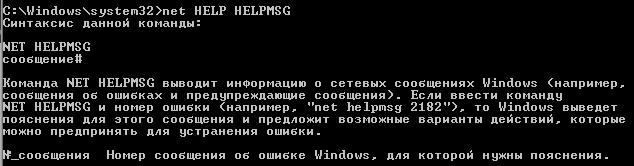 C:\Windows\system32>net HELP HELPMSG
Синтаксис данной команды:
NET HELPMSG
сообщение#
Команда NET HELPMSG выводит информацию о сетевых сообщениях Windows (например,
сообщения об ошибках и предупреждающие сообщения). Если ввести команду
NET HELPMSG и номер ошибки (например, "net helpmsg 2182"), то Windows выведет
пояснения для этого сообщения и предложит возможные варианты действий, которые
можно предпринять для устранения ошибки.
№_сообщения Номер сообщения об ошибке Windows, для которой нужны пояснения.